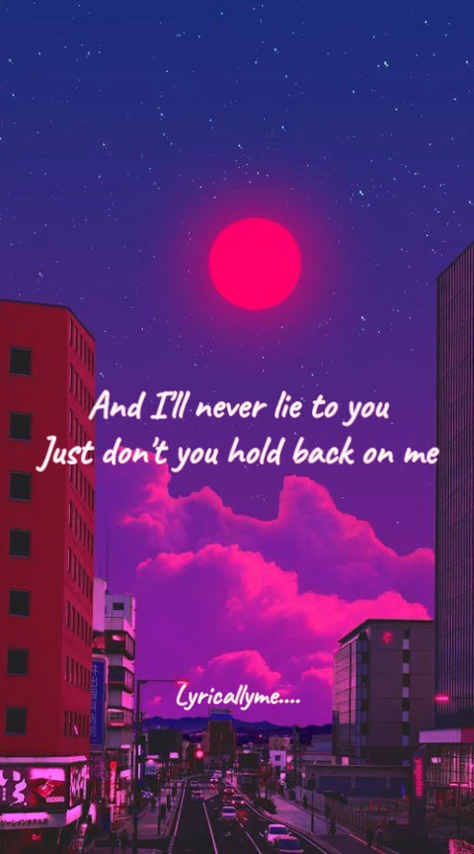 And I'll never lie to you
Just don't you hold back on me
Lyricallyme....